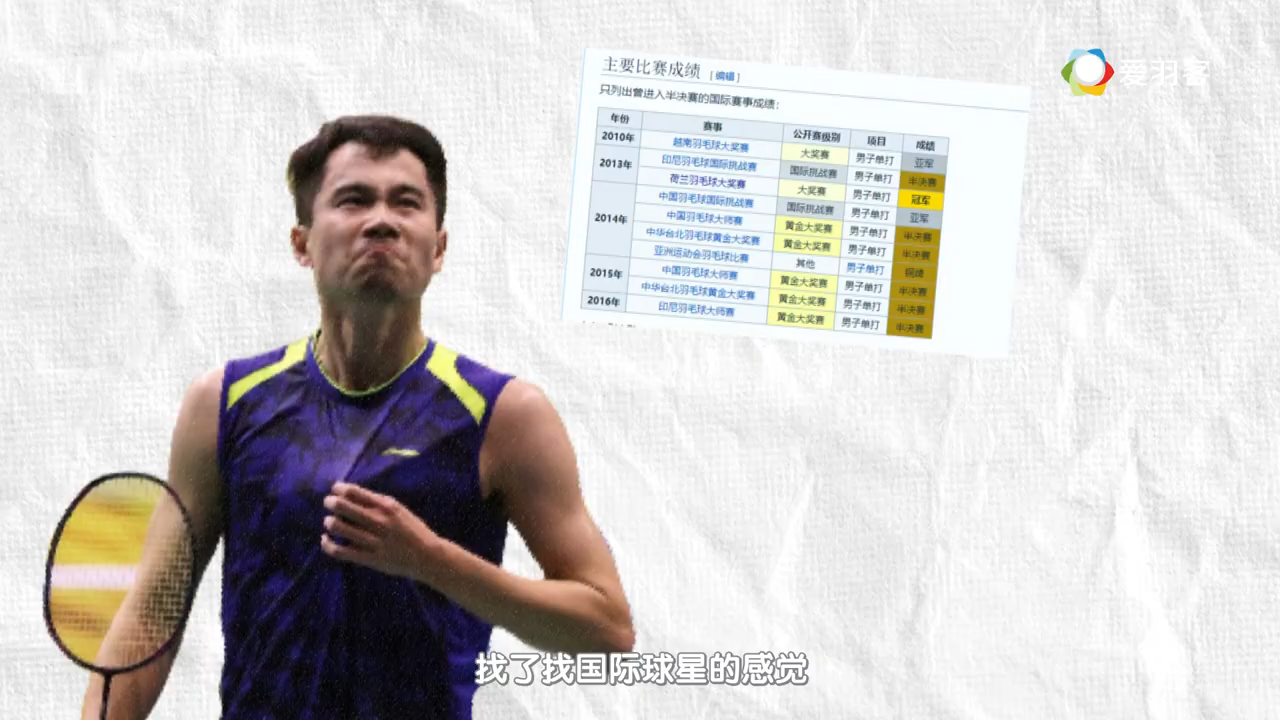 爱羽客
主要比赛成绩 [编辑]
只列出曾进入半决赛的国际赛事成绩：
年份 赛事 公开赛级别 项目 成绩
2010年 越南羽毛球大奖赛 大奖赛 男子单打 亚军
2013年 印尼羽毛球国际挑战赛 国际挑战赛 男子单打 半决赛
荷兰羽毛球大奖赛 大奖赛 男子单打 冠军
2014年 中国羽毛球国际挑战赛 国际挑战赛 男子单打 亚军
中国羽毛球大师赛 黄金大奖赛 男子单打 半决赛
中华台北羽毛球黄金大奖赛 黄金大奖赛 男子单打 半决赛
亚洲运动会羽毛球比赛 其他 男子单打 铜牌
2015年 中国羽毛球大师赛 黄金大奖赛 男子单打 半决赛
中华台北羽毛球黄金大奖赛 黄金大奖赛 男子单打 半决赛
2016年 印尼羽毛球大师赛 黄金大奖赛 男子单打 半决赛
找了找国际球星的感觉